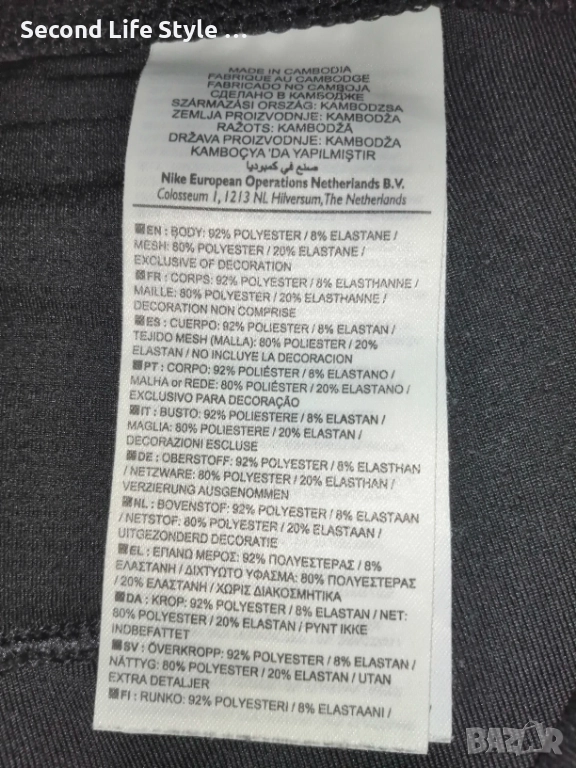 Second Life Style ...
MADE IN CAMBODIA
FABRIQUÉ AU CAMBODGE
FABRICADO NO CAMBOJA
СДЕЛАНО В КАМБОДЖЕ
SZÁRMAZÁSI ORSZÁG: KAMBODZSA
ZEMLJA PROIZVODNJE: KAMBODŽA
RAŽOTS: KAMBODŽĀ
DRŽAVA PROIZVODNJE: KAMBODŽA
KAMBOÇYA 'DA YAPILMIŞTIR
صنع في كمبوديا
Nike European Operations Netherlands B.V.
Colosseum 1, 1213 NL Hilversum, The Netherlands
EN : BODY: 92% POLYESTER / 8% ELASTANE /
MESH: 80% POLYESTER / 20% ELASTANE /
EXCLUSIVE OF DECORATION
FR : CORPS: 92% POLYESTER / 8% ELASTHANNE /
MAILLE: 80% POLYESTER / 20% ELASTHANNE /
DECORATION NON COMPRISE
ES : CUERPO: 92% POLIESTER / 8% ELASTAN /
TEJIDO MESH (MALLA): 80% POLIESTER / 20%
ELASTAN / NO INCLUYE LA DECORACION
PT : CORPO: 92% POLIÉSTER / 8% ELASTANO /
MALHA or REDE: 80% POLIÉSTER / 20% ELASTANO /
EXCLUSIVO PARA DECORAÇÃO
IT : BUSTO: 92% POLIESTERE / 8% ELASTAN /
MAGLIA: 80% POLIESTERE / 20% ELASTAN /
DECORAZIONI ESCLUSE
DE : OBERSTOFF: 92% POLYESTER / 8% ELASTHAN
/ NETZWARE: 80% POLYESTER / 20% ELASTHAN /
VERZIERUNG AUSGENOMMEN
NL : BOVENSTOF: 92% POLYESTER / 8% ELASTAAN
/ NETSTOF: 80% POLYESTER / 20% ELASTAAN /
UITGEZONDERD DECORATIE
EL : ΕΠΑΝΩ ΜΕΡΟΣ: 92% ΠΟΛΥΕΣΤΕΡΑΣ / 8%
ΕΛΑΣΤΑΝΗ / ΔΙΧΤΥΩΤΟ ΥΦΑΣΜΑ: 80% ΠΟΛΥΕΣΤΕΡΑΣ
/ 20% ΕΛΑΣΤΑΝΗ / ΧΩΡΙΣ ΔΙΑΚΟΣΜΗΤΙΚΑ
DA : KROP: 92% POLYESTER / 8% ELASTAN / NET:
80% POLYESTER / 20% ELASTAN / PYNT IKKE
INDBEFATTET
SV : ÖVERKROPP: 92% POLYESTER / 8% ELASTAN /
NÄTTYG: 80% POLYESTER / 20% ELASTAN / UTAN
EXTRA DETALJER
FI : RUNKO: 92% POLYESTERI / 8% ELASTAANI /
BAZAR